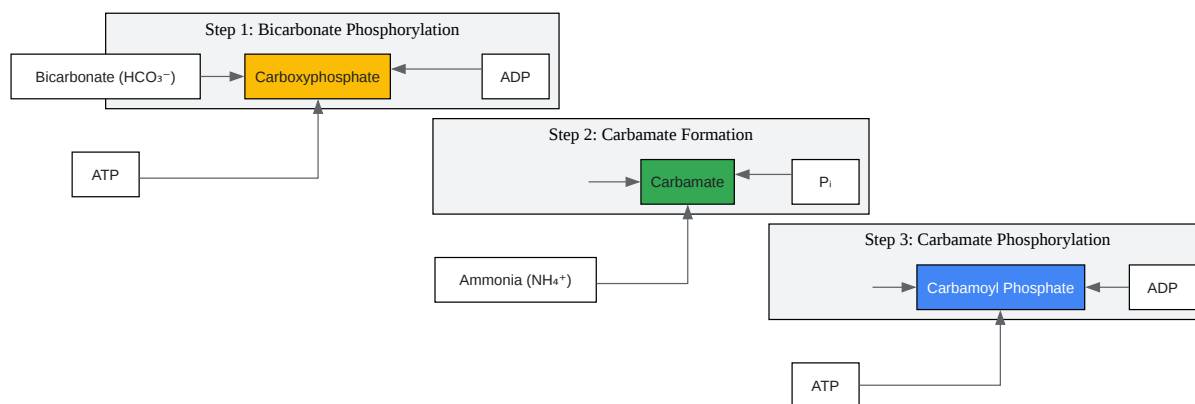 Step 1: Bicarbonate Phosphorylation
Bicarbonate (HCO₃⁻)
Carboxyphosphate
ADP
ATP
Step 2: Carbamate Formation
Carbamate
Pᵢ
Ammonia (NH₄⁺)
Step 3: Carbamate Phosphorylation
Carbamoyl Phosphate
ADP
ATP